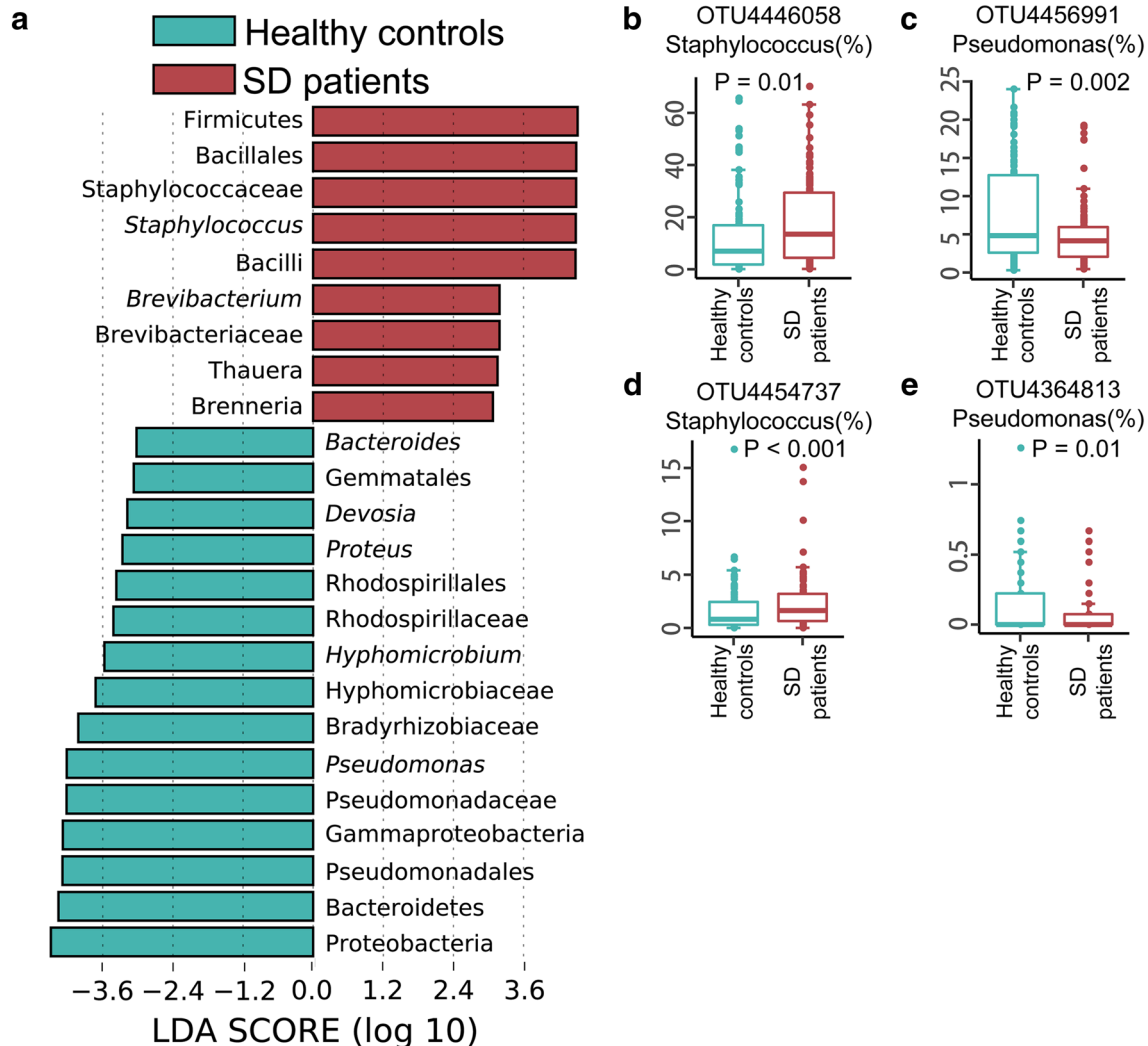 a
Healthy controls
SD patients
Firmicutes
Bacillales
Staphylococcaceae
Staphylococcus
Bacilli
Brevibacterium
Brevibacteriaceae
Thauera
Brenneria
Bacteroides
Gemmatales
Devosia
Proteus
Rhodospirillales
Rhodospirillaceae
Hyphomicrobium
Hyphomicrobiaceae
Bradyrhizobiaceae
Pseudomonas
Pseudomonadaceae
Gammaproteobacteria
Pseudomonadales
Bacteroidetes
Proteobacteria
−3.6 −2.4 −1.2 0.0 1.2 2.4 3.6
LDA SCORE (log 10)
b
OTU4446058
Staphylococcus(%)
P = 0.01
60
40
20
0
Healthy
controls
SD
patients
c
OTU4456991
Pseudomonas(%)
P = 0.002
25
20
15
10
5
0
Healthy
controls
SD
patients
d
OTU4454737
Staphylococcus(%)
P < 0.001
15
10
5
0
Healthy
controls
SD
patients
e
OTU4364813
Pseudomonas(%)
P = 0.01
1
0.5
0
Healthy
controls
SD
patients